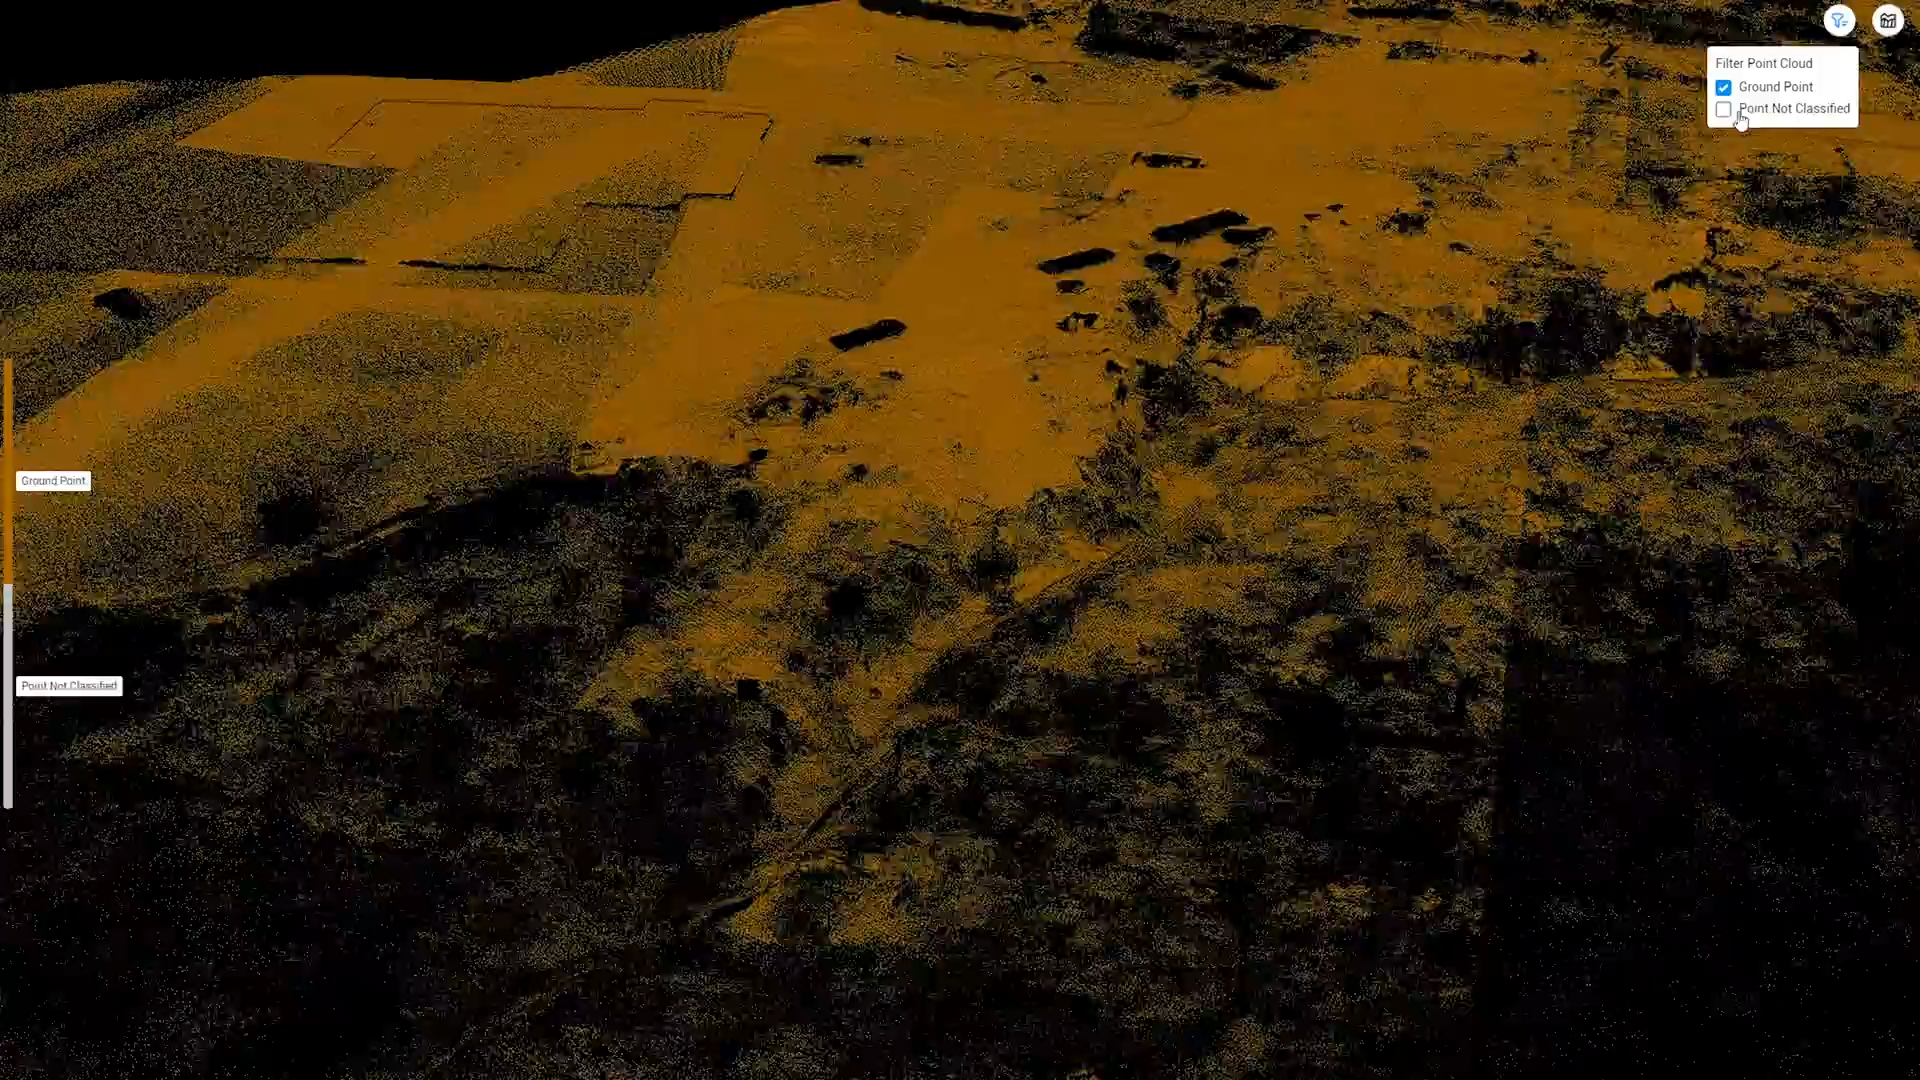 Filter Point Cloud
Ground Point
Point Not Classified
Ground Point
Point Not Classified